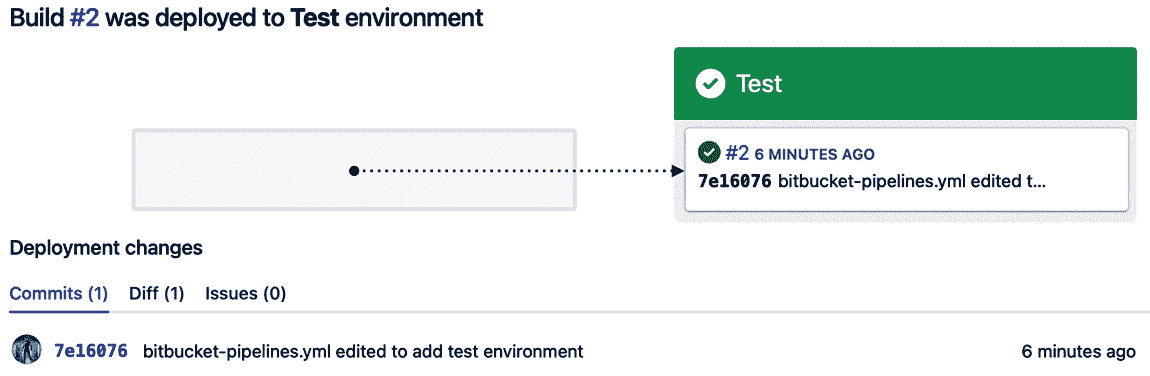 Build #2 was deployed to Test environment
Test
#2 6 MINUTES AGO
7e16076 bitbucket-pipelines.yml edited t...
Deployment changes
Commits (1) Diff (1) Issues (0)
7e16076 bitbucket-pipelines.yml edited to add test environment 6 minutes ago